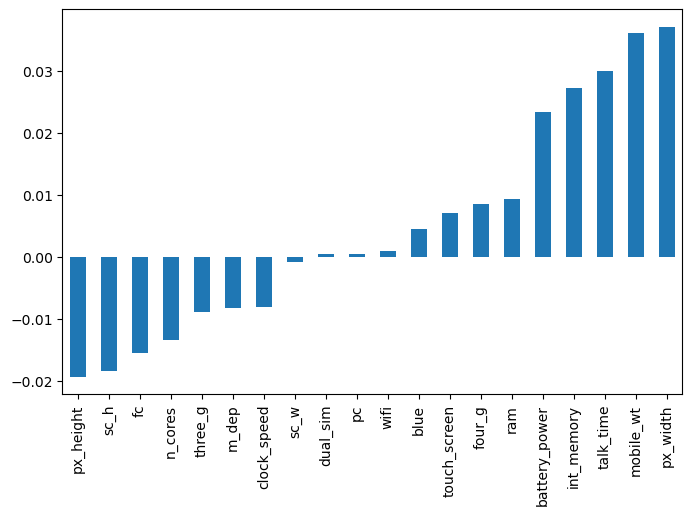 0.03
0.02
0.01
0.00
−0.01
−0.02
px_height
sc_h
fc
n_cores
three_g
m_dep
clock_speed
sc_w
dual_sim
pc
wifi
blue
touch_screen
four_g
ram
battery_power
int_memory
talk_time
mobile_wt
px_width